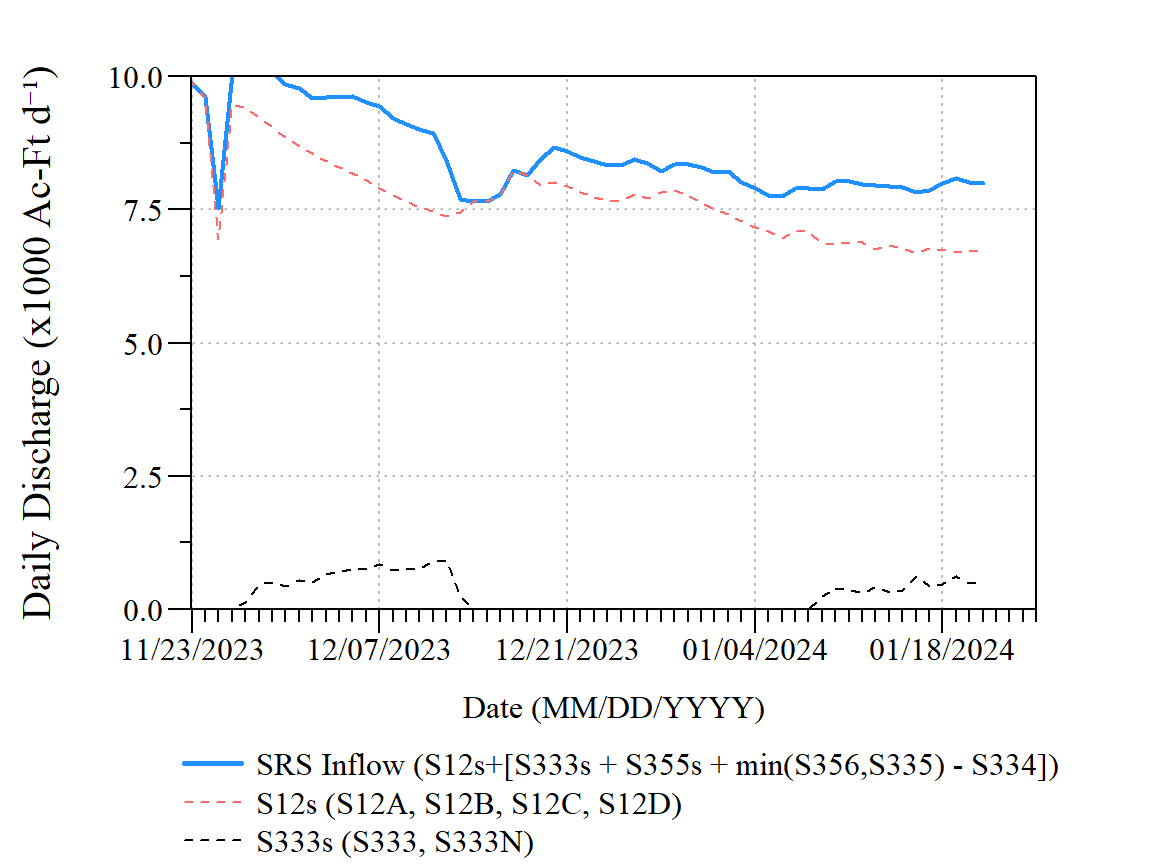 Daily Discharge (x1000 Ac-Ft d⁻¹)
10.0
7.5
5.0
2.5
0.0
11/23/2023 12/07/2023 12/21/2023 01/04/2024 01/18/2024
Date (MM/DD/YYYY)
SRS Inflow (S12s+[S333s + S355s + min(S356,S335) - S334])
S12s (S12A, S12B, S12C, S12D)
S333s (S333, S333N)